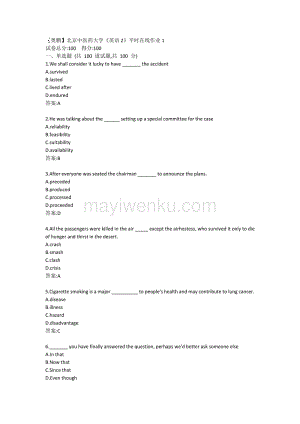 【奥鹏】北京中医药大学《英语 2》平时在线作业 1
试卷总分:100    得分:100
一、单选题 (共 100 道试题,共 100 分)
1.We shall consider it lucky to have _______ the accident
A.survived
B.lasted
C.lived after
D.endured
答案:A
2.He was talking about the ______ setting up a special committee for the case
A.reliability
B.feasibility
C.suitability
D.availability
答案:B
3.After everyone was seated the chairman _______ to announce the plans.
A.preceded
B.produced
C.processed
D.proceeded
答案:D
4.All the passengers were killed in the air _____ except the airhostess, who survived it only to die
of hunger and thirst in the desert.
A.crash
B.smash
C.clash
D.crisis
答案:A
5.Cigarette smoking is a major __________ to people's health and may contribute to lung cancer.
A.disease
B.illness
C.hazard
D.disadvantage
答案:C
6._______ you have finally answered the question, perhaps we'd better ask someone else
A.In that
B.Now that
C.Since that
D.Even though
mayiwenku.com